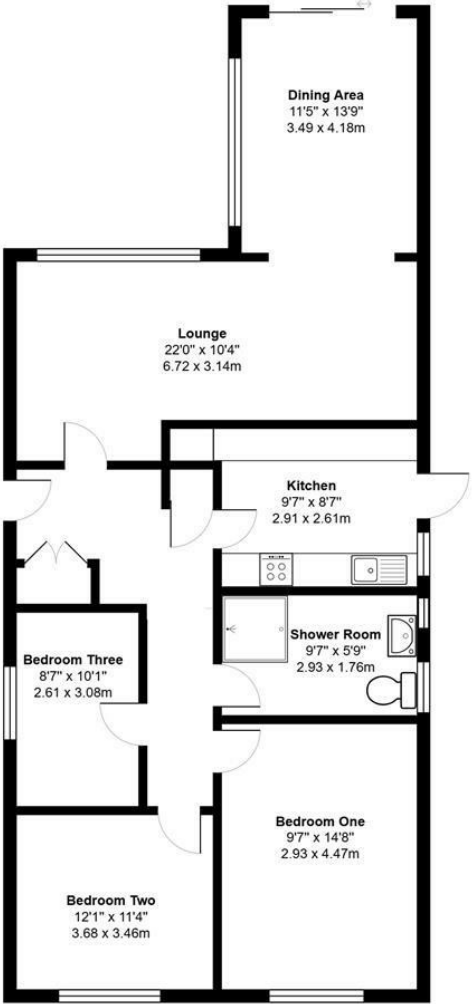 Dining Area
11'5" x 13'9"
3.49 x 4.18m
Lounge
22'0" x 10'4"
6.72 x 3.14m
Kitchen
9'7" x 8'7"
2.91 x 2.61m
Shower Room
9'7" x 5'9"
2.93 x 1.76m
Bedroom Three
8'7" x 10'1"
2.61 x 3.08m
Bedroom One
9'7" x 14'8"
2.93 x 4.47m
Bedroom Two
12'1" x 11'4"
3.68 x 3.46m